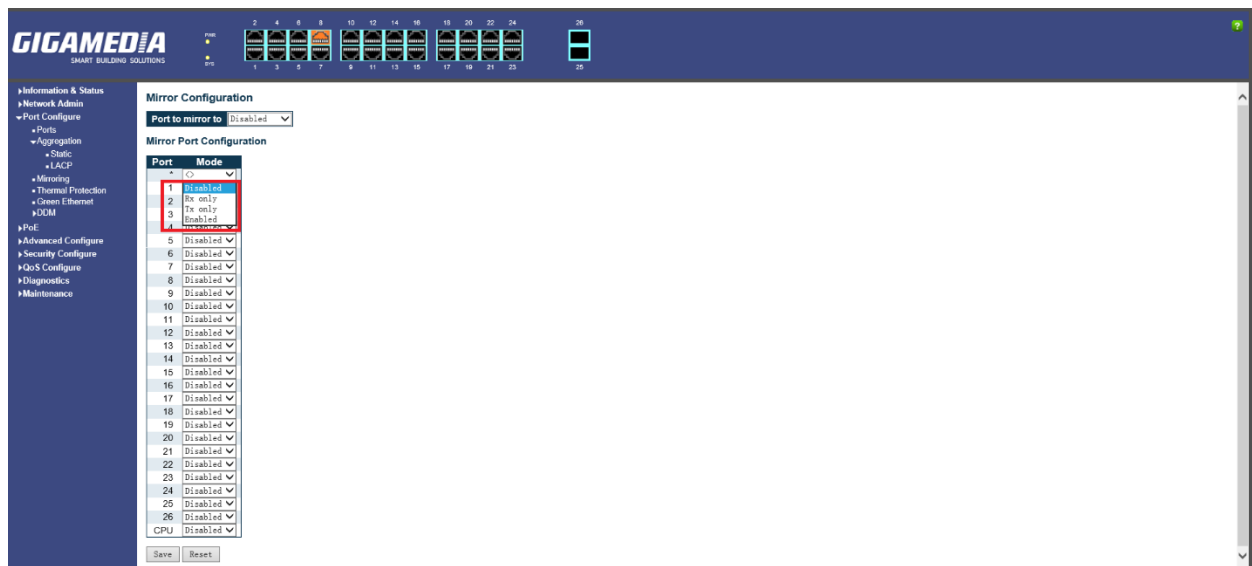 2 4 6 8 10 12 14 16 18 20 22 24 26
GIGAMEDIA
SMART BUILDING SOLUTIONS
PWR
SYS
1 3 5 7 9 11 13 15 17 19 21 23 25
?
Information & Status
Network Admin
Port Configure
Ports
Aggregation
Static
LACP
Mirroring
Thermal Protection
Green Ethernet
DDM
PoE
Advanced Configure
Security Configure
QoS Configure
Diagnostics
Maintenance
Mirror Configuration
Port to mirror to Disabled
Mirror Port Configuration
Port Mode
* <>
1 Disabled
2 Rx only
3 Tx only
Enabled
4 Disabled
5 Disabled
6 Disabled
7 Disabled
8 Disabled
9 Disabled
10 Disabled
11 Disabled
12 Disabled
13 Disabled
14 Disabled
15 Disabled
16 Disabled
17 Disabled
18 Disabled
19 Disabled
20 Disabled
21 Disabled
22 Disabled
23 Disabled
24 Disabled
25 Disabled
26 Disabled
CPU Disabled
Save Reset